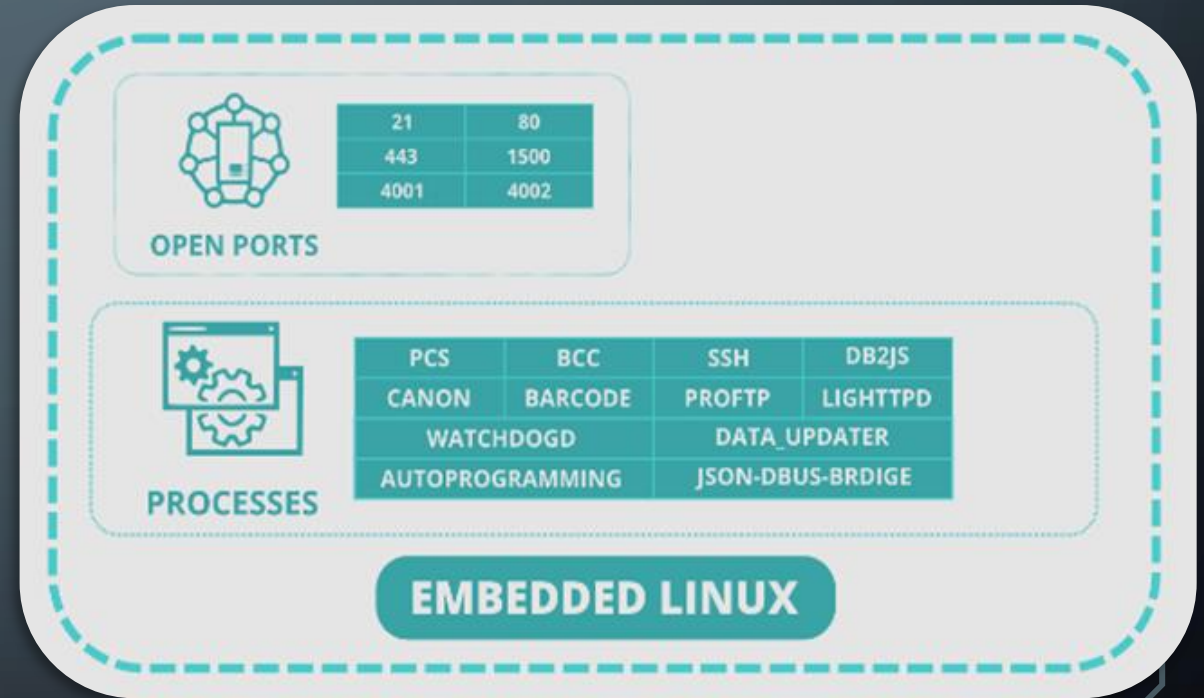 21 80
443 1500
4001 4002
OPEN PORTS
PCS BCC SSH DB2JS
CANON BARCODE PROFTP LIGHTTPD
WATCHDOGD DATA_UPDATER
AUTOPROGRAMMING JSON-DBUS-BRDIGE
PROCESSES
EMBEDDED LINUX